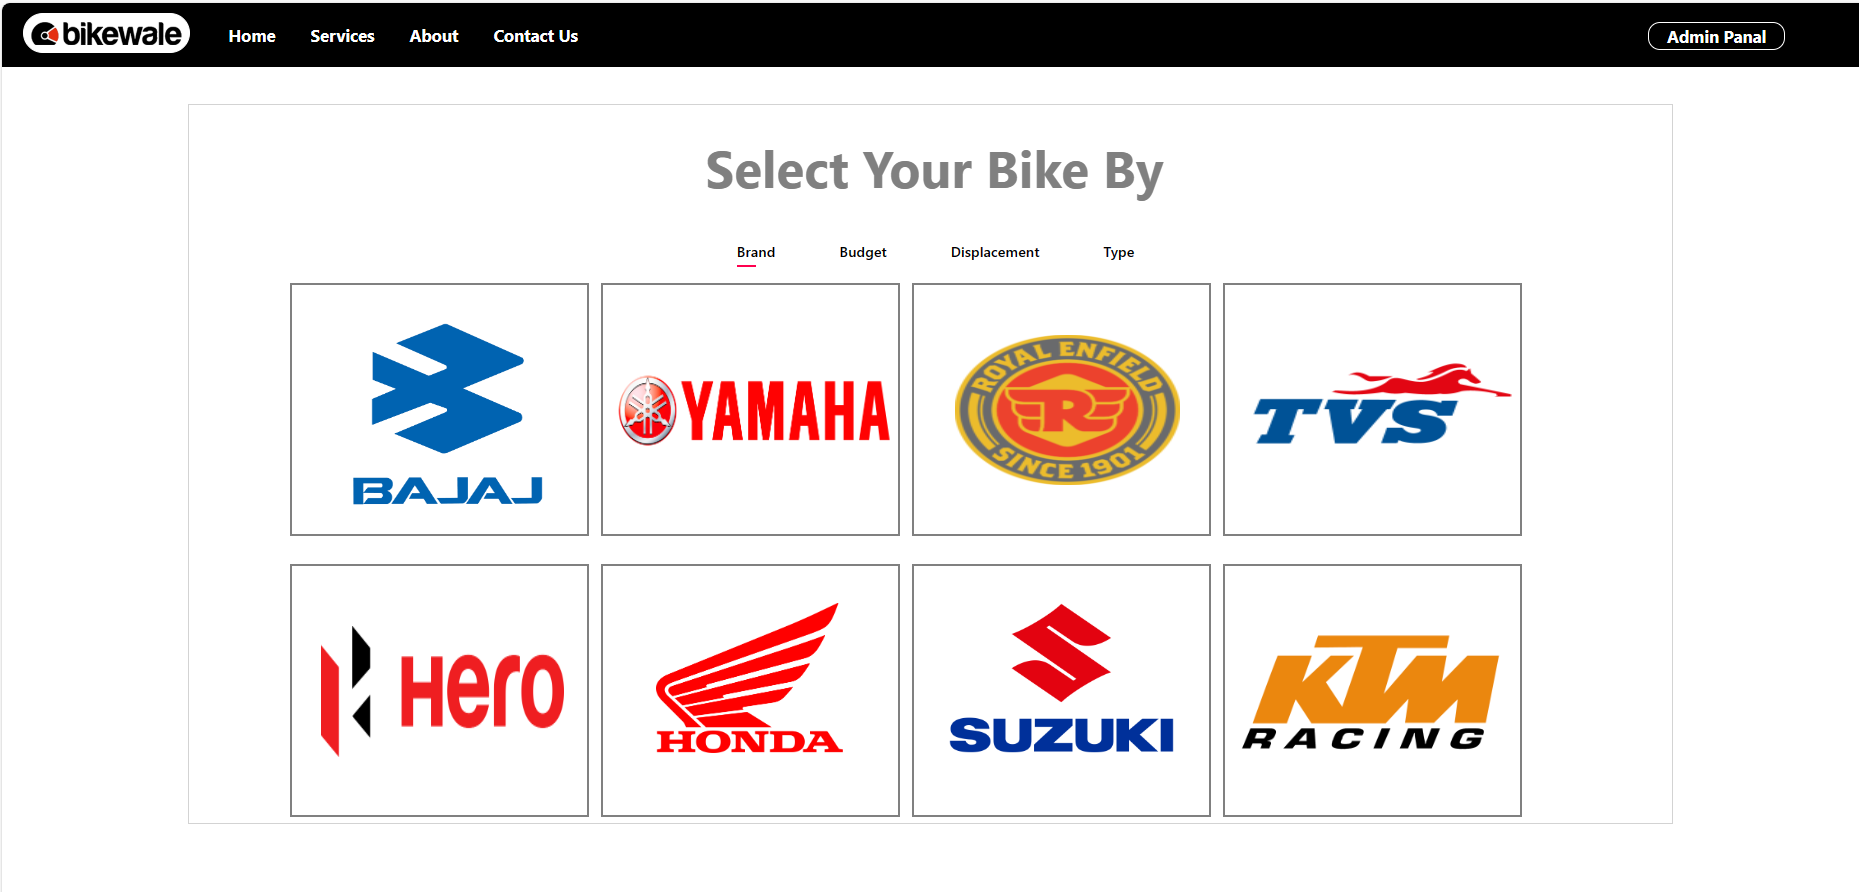 bikewale Home Services About Contact Us Admin Panal
Select Your Bike By
Brand Budget Displacement Type
BAJAJ
YAMAHA
ROYAL ENFIELD
R
SINCE 1901
TVS
Hero
HONDA
SUZUKI
KTM
RACING